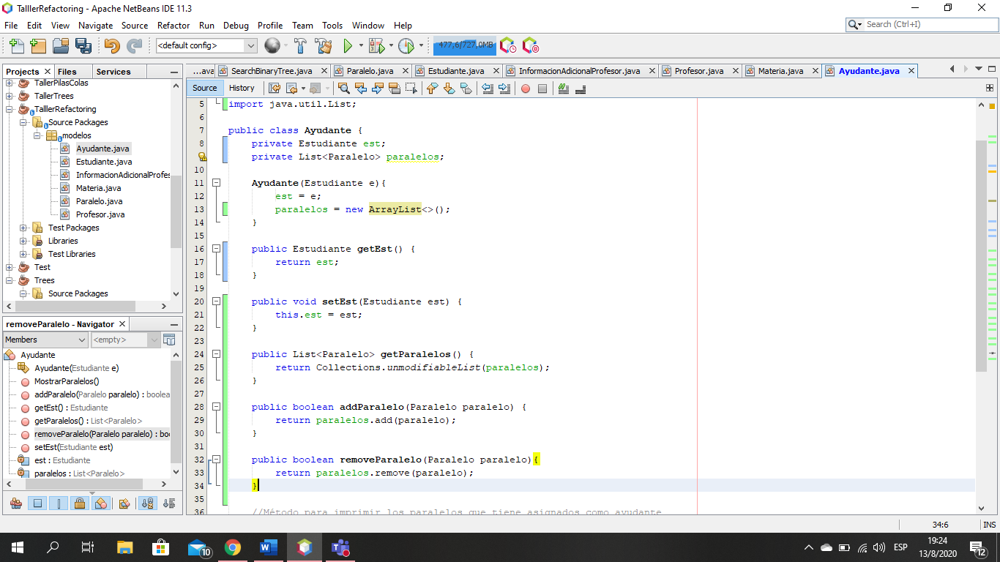 TalllerRefactoring - Apache NetBeans IDE 11.3
File Edit View Navigate Source Refactor Run Debug Profile Team Tools Window Help
Search (Ctrl+I)
<default config>
477,6/727,0MB
Projects Files Services
TallerPilasColas
TallerTrees
TalllerRefactoring
Source Packages
modelos
Ayudante.java
Estudiante.java
InformacionAdicionalProfes
Materia.java
Paralelo.java
Profesor.java
Test Packages
Libraries
Test Libraries
Test
Trees
Source Packages
removeParalelo - Navigator
Members <empty>
Ayudante
Ayudante(Estudiante e)
MostrarParalelos()
addParalelo(Paralelo paralelo) : boolea
getEst() : Estudiante
getParalelos() : List<Paralelo>
removeParalelo(Paralelo paralelo) : boo
setEst(Estudiante est)
est : Estudiante
paralelos : List<Paralelo>
...ava SearchBinaryTree.java Paralelo.java Estudiante.java InformacionAdicionalProfesor.java Profesor.java Materia.java Ayudante.java
Source History
5 import java.util.List;
6
7 public class Ayudante {
8 private Estudiante est;
private List<Paralelo> paralelos;
10
11 Ayudante(Estudiante e){
12 est = e;
13 paralelos = new ArrayList<>();
14 }
15
16 public Estudiante getEst() {
17 return est;
18 }
19
20 public void setEst(Estudiante est) {
21 this.est = est;
22 }
23
24 public List<Paralelo> getParalelos() {
25 return Collections.unmodifiableList(paralelos);
26 }
27
28 public boolean addParalelo(Paralelo paralelo) {
29 return paralelos.add(paralelo);
30 }
31
32 public boolean removeParalelo(Paralelo paralelo){
33 return paralelos.remove(paralelo);
34 }
35
36 //Método para imprimir los paralelos que tiene asignados como ayudante
34:6 INS
10
ESP
19:24
13/8/2020
12